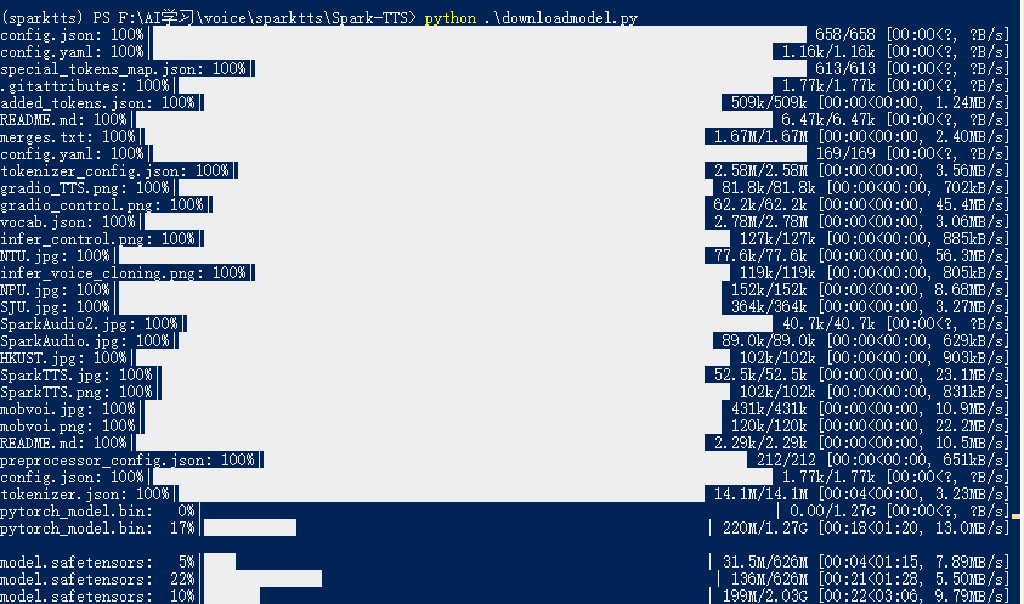 (sparktts) PS F:\AI学习\voice\sparktts\Spark-TTS> python .\downloadmodel.py
config.json: 100%| 658/658 [00:00<?, ?B/s]
config.yaml: 100%| 1.16k/1.16k [00:00<?, ?B/s]
special_tokens_map.json: 100%| 613/613 [00:00<?, ?B/s]
.gitattributes: 100%| 1.77k/1.77k [00:00<?, ?B/s]
added_tokens.json: 100%| 509k/509k [00:00<00:00, 1.24MB/s]
README.md: 100%| 6.47k/6.47k [00:00<?, ?B/s]
merges.txt: 100%| 1.67M/1.67M [00:00<00:00, 2.40MB/s]
config.yaml: 100%| 169/169 [00:00<?, ?B/s]
tokenizer_config.json: 100%| 2.58M/2.58M [00:00<00:00, 3.56MB/s]
gradio_TTS.png: 100%| 81.8k/81.8k [00:00<00:00, 702kB/s]
gradio_control.png: 100%| 62.2k/62.2k [00:00<00:00, 45.4MB/s]
vocab.json: 100%| 2.78M/2.78M [00:00<00:00, 3.06MB/s]
infer_control.png: 100%| 127k/127k [00:00<00:00, 885kB/s]
NTU.jpg: 100%| 77.6k/77.6k [00:00<00:00, 56.3MB/s]
infer_voice_cloning.png: 100%| 119k/119k [00:00<00:00, 805kB/s]
NPU.jpg: 100%| 152k/152k [00:00<00:00, 8.68MB/s]
SJU.jpg: 100%| 364k/364k [00:00<00:00, 3.27MB/s]
SparkAudio2.jpg: 100%| 40.7k/40.7k [00:00<?, ?B/s]
SparkAudio.jpg: 100%| 89.0k/89.0k [00:00<00:00, 629kB/s]
HKUST.jpg: 100%| 102k/102k [00:00<00:00, 903kB/s]
SparkTTS.jpg: 100%| 52.5k/52.5k [00:00<00:00, 23.1MB/s]
SparkTTS.png: 100%| 102k/102k [00:00<00:00, 831kB/s]
mobvoi.jpg: 100%| 431k/431k [00:00<00:00, 10.9MB/s]
mobvoi.png: 100%| 120k/120k [00:00<00:00, 22.2MB/s]
README.md: 100%| 2.29k/2.29k [00:00<00:00, 10.5MB/s]
preprocessor_config.json: 100%| 212/212 [00:00<00:00, 651kB/s]
config.json: 100%| 1.77k/1.77k [00:00<?, ?B/s]
tokenizer.json: 100%| 14.1M/14.1M [00:04<00:00, 3.23MB/s]
pytorch_model.bin: 0%| | 0.00/1.27G [00:00<?, ?B/s]
pytorch_model.bin: 17%| | 220M/1.27G [00:18<01:20, 13.0MB/s]
model.safetensors: 5%| | 31.5M/626M [00:04<01:15, 7.89MB/s]
model.safetensors: 22%| | 136M/626M [00:21<01:28, 5.50MB/s]
model.safetensors: 10%| | 199M/2.03G [00:22<03:06, 9.79MB/s]